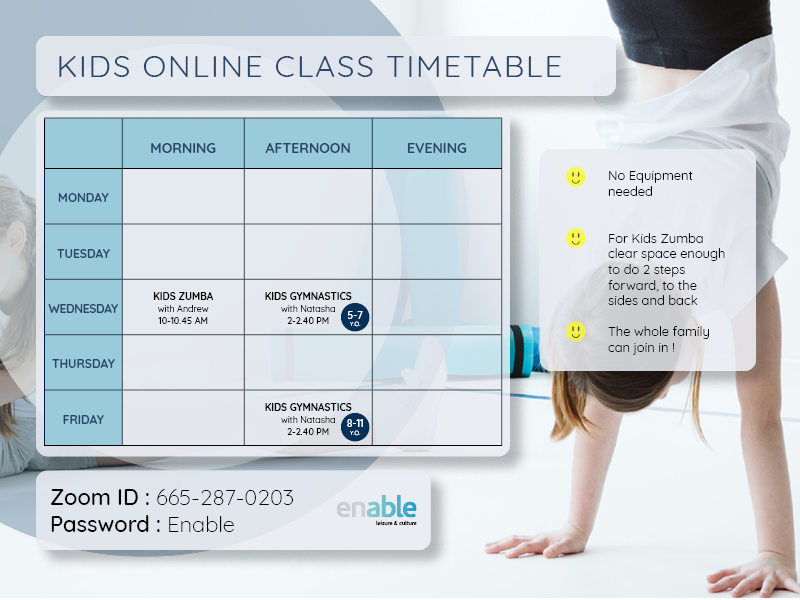 KIDS ONLINE CLASS TIMETABLE
MORNING AFTERNOON EVENING
MONDAY
TUESDAY
WEDNESDAY
KIDS ZUMBA
with Andrew
10-10.45 AM
KIDS GYMNASTICS
with Natasha
2-2.40 PM
5-7
Y.O.
THURSDAY
FRIDAY
KIDS GYMNASTICS
with Natasha
2-2.40 PM
8-11
Y.O.
No Equipment
needed
For Kids Zumba
clear space enough
to do 2 steps
forward, to the
sides and back
The whole family
can join in !
Zoom ID : 665-287-0203
Password : Enable
enable
leisure & culture